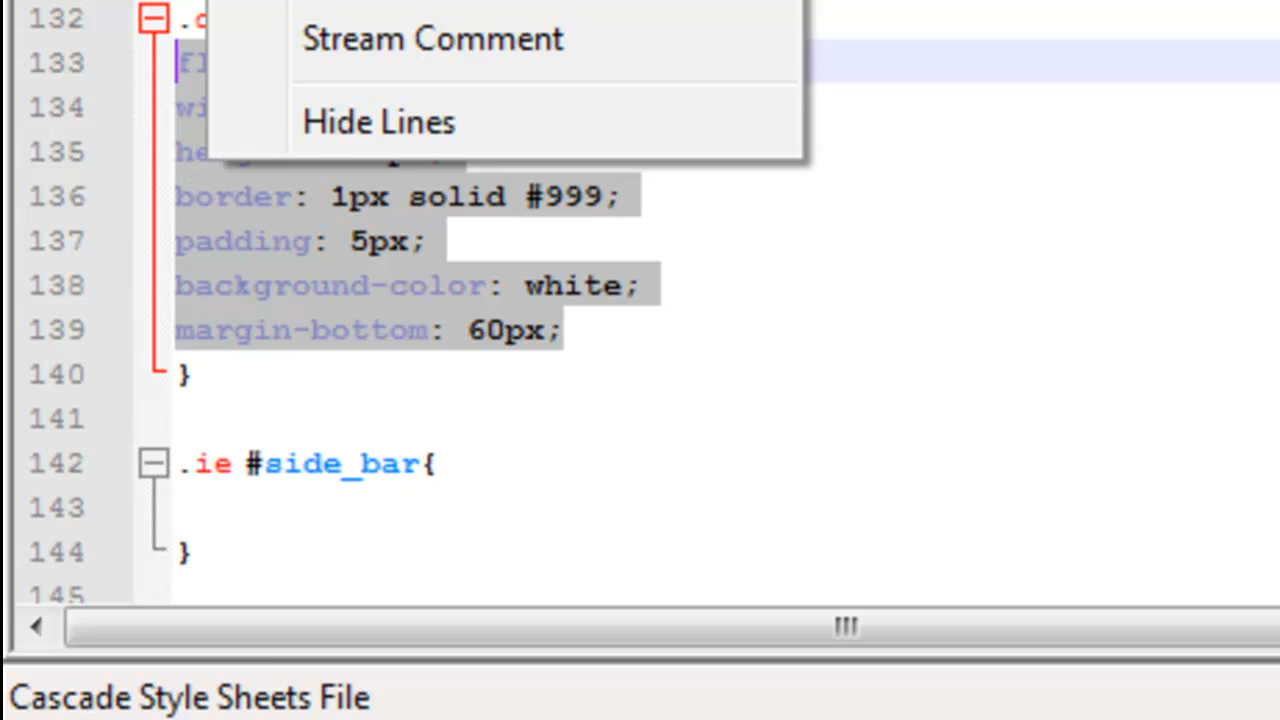 132
Stream Comment
133
134
Hide Lines
135
136 border: 1px solid #999;
137 padding: 5px;
138 background-color: white;
139 margin-bottom: 60px;
140 }
141
142 .ie #side_bar{
143
144 }
145
Cascade Style Sheets File